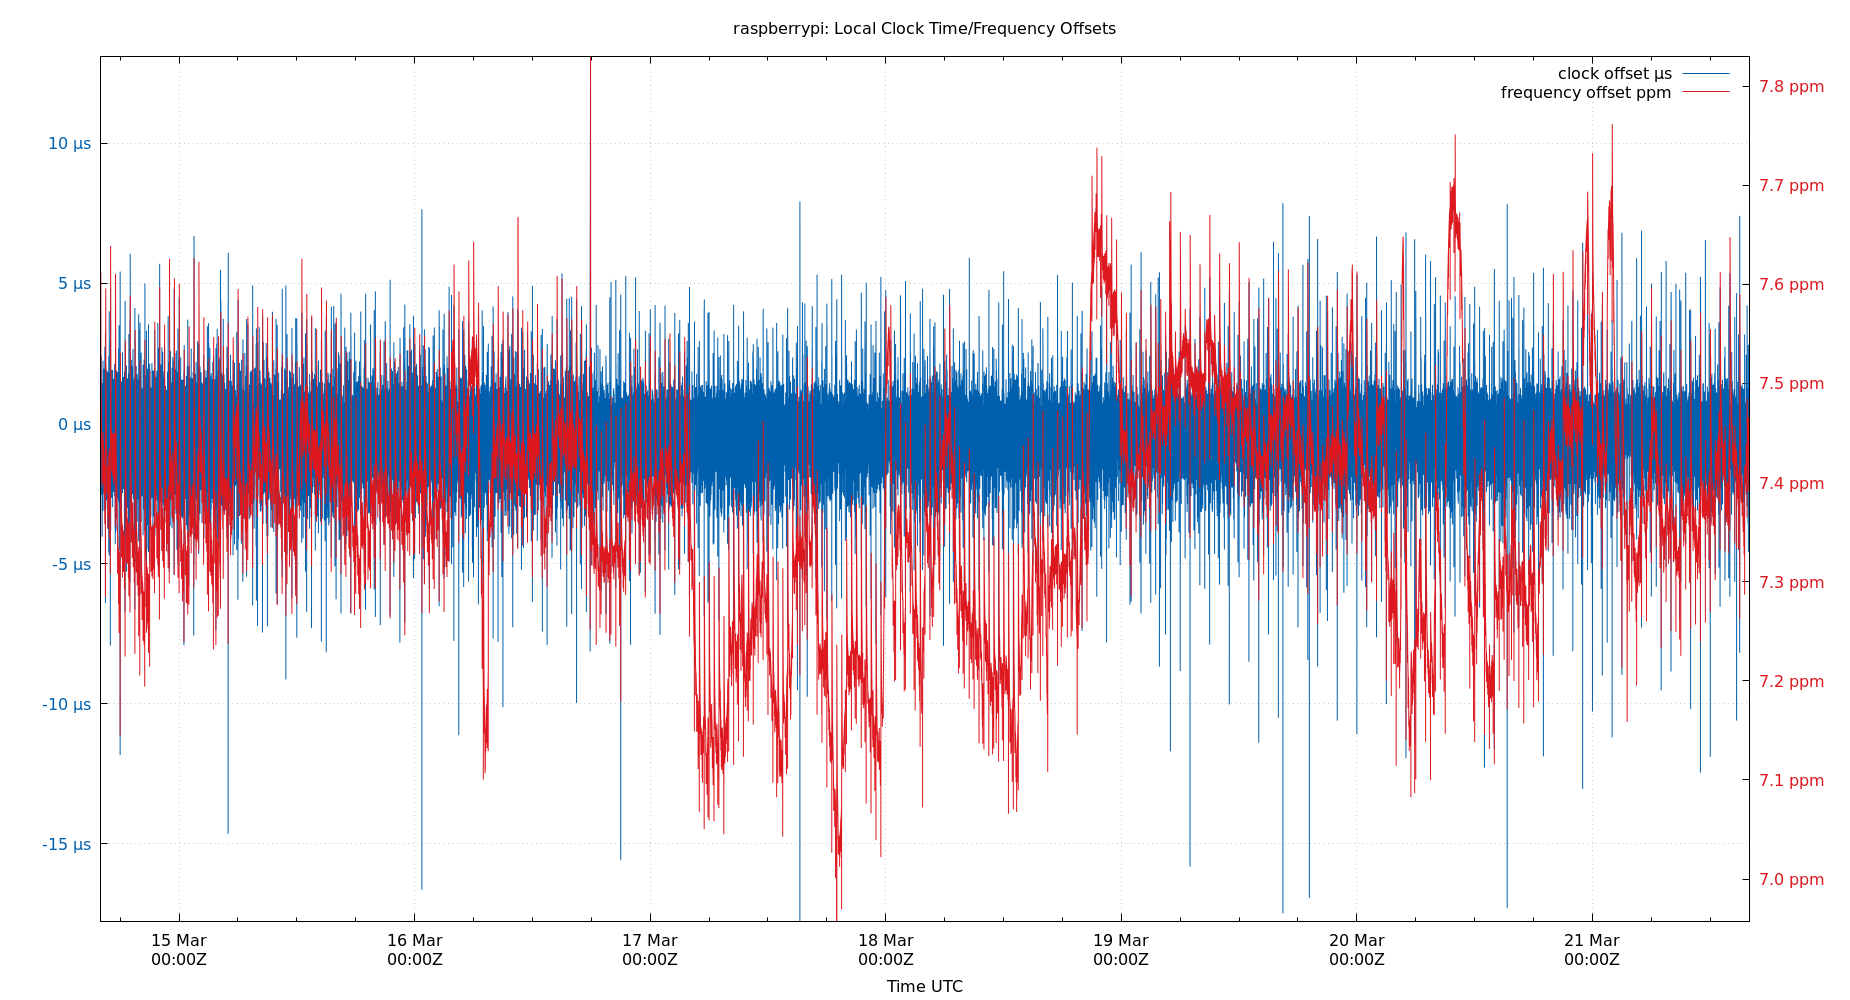 raspberrypi: Local Clock Time/Frequency Offsets
clock offset µs
frequency offset ppm
10 µs
5 µs
0 µs
-5 µs
-10 µs
-15 µs
7.8 ppm
7.7 ppm
7.6 ppm
7.5 ppm
7.4 ppm
7.3 ppm
7.2 ppm
7.1 ppm
7.0 ppm
15 Mar
00:00Z
16 Mar
00:00Z
17 Mar
00:00Z
18 Mar
00:00Z
19 Mar
00:00Z
20 Mar
00:00Z
21 Mar
00:00Z
Time UTC